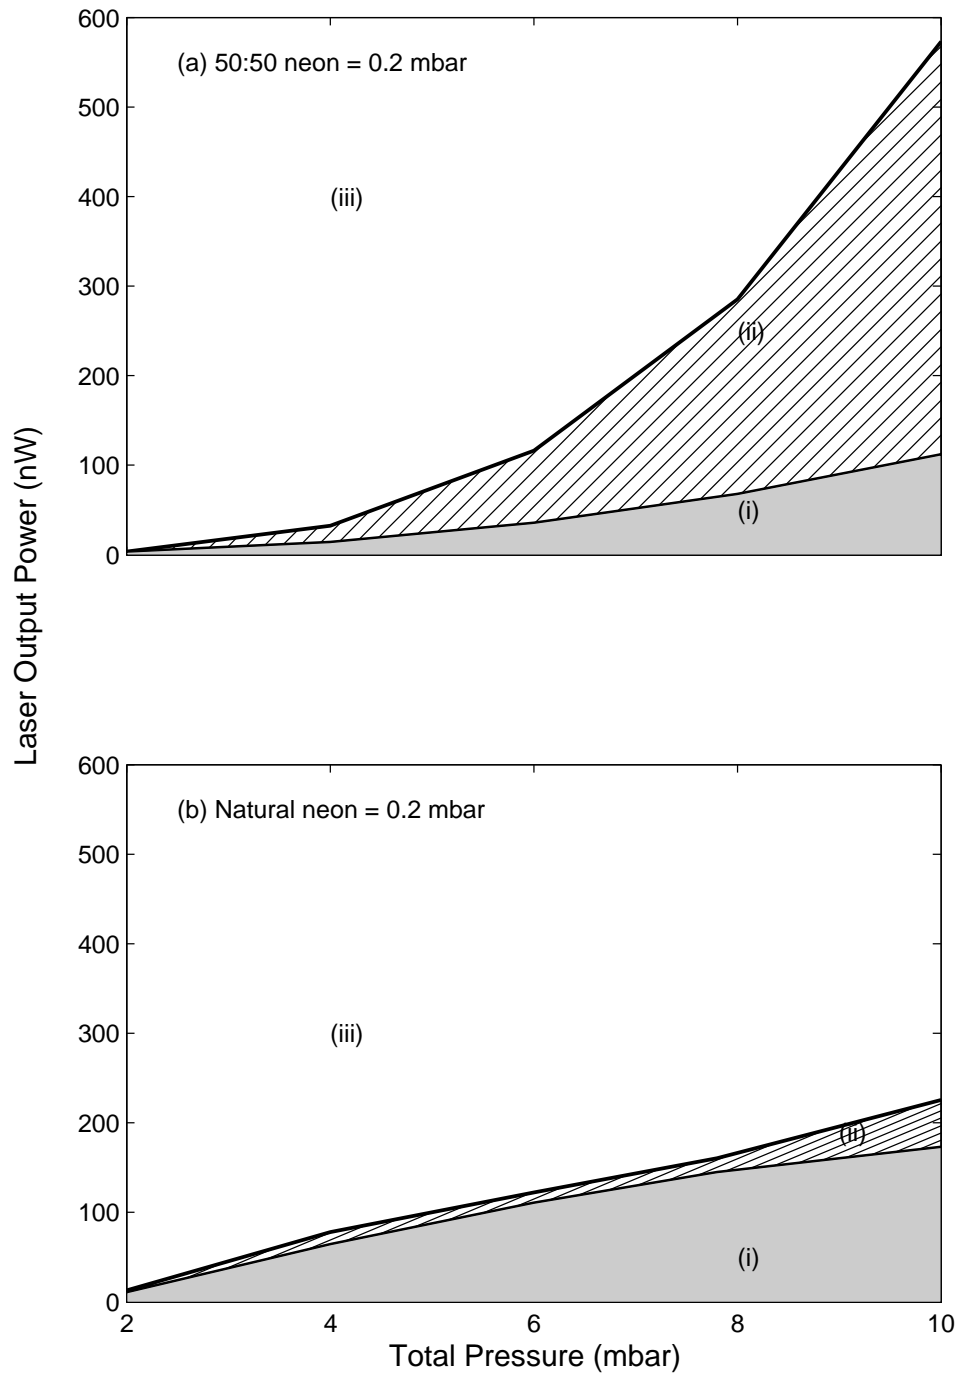 600
(a) 50:50 neon = 0.2 mbar
500
400
(iii)
300
(ii)
200
100
(i)
0
Laser Output Power (nW)
600
(b) Natural neon = 0.2 mbar
500
400
300
(iii)
200
(ii)
100
(i)
0
2 4 6 8 10
Total Pressure (mbar)